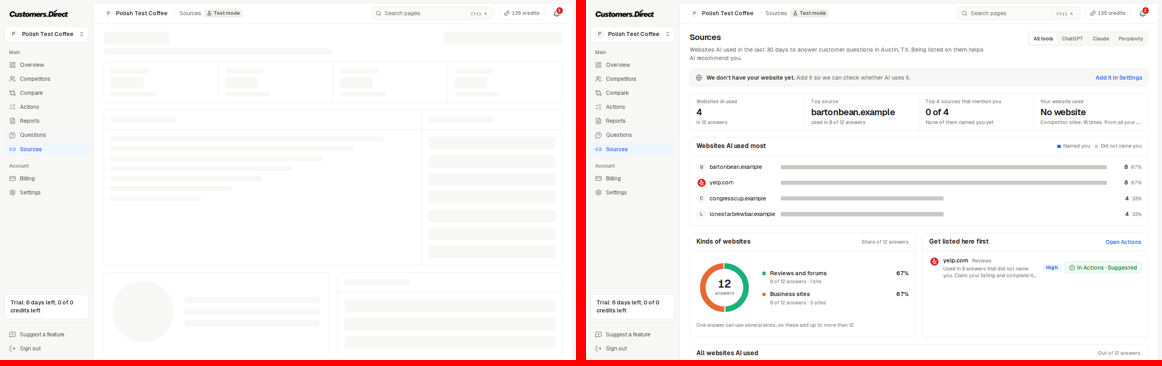 Customers.Direct
P Polish Test Coffee
Main
Overview
Competitors
Compare
Actions
Reports
Questions
Sources
Account
Billing
Settings
Trial: 6 days left, 0 of 0
credits left
Suggest a feature
Sign out
P Polish Test Coffee Sources Test mode
Search pages Ctrl K
135 credits
1
Customers.Direct
P Polish Test Coffee
Main
Overview
Competitors
Compare
Actions
Reports
Questions
Sources
Account
Billing
Settings
Trial: 6 days left, 0 of 0
credits left
Suggest a feature
Sign out
P Polish Test Coffee Sources Test mode
Search pages Ctrl K
135 credits
1
Sources
Websites AI used in the last 30 days to answer customer questions in Austin, TX. Being listed on them helps
AI recommend you.
All tools ChatGPT Claude Perplexity
We don't have your website yet. Add it so we can check whether AI uses it.
Add it in Settings
Websites AI used
4
in 12 answers
Top source
bartonbean.example
used in 8 of 12 answers
Top 4 sources that mention you
0 of 4
None of them named you yet
Your website used
No website
Competitor sites: 16 times. From all your ...
Websites AI used most
Named you Did not name you
B bartonbean.example 8 67%
yelp.com 8 67%
C congresscup.example 4 33%
L lonestarbrewbar.example 4 33%
Kinds of websites
Share of 12 answers
12
answers
Reviews and forums 67%
8 of 12 answers · 1 site
Business sites 67%
8 of 12 answers · 3 sites
One answer can use several kinds, so these add up to more than 12.
Get listed here first
Open Actions
yelp.com Reviews
Used in 8 answers that did not name
you. Claim your listing and complete it...
High
In Actions · Suggested
All websites AI used
Out of 12 answers.